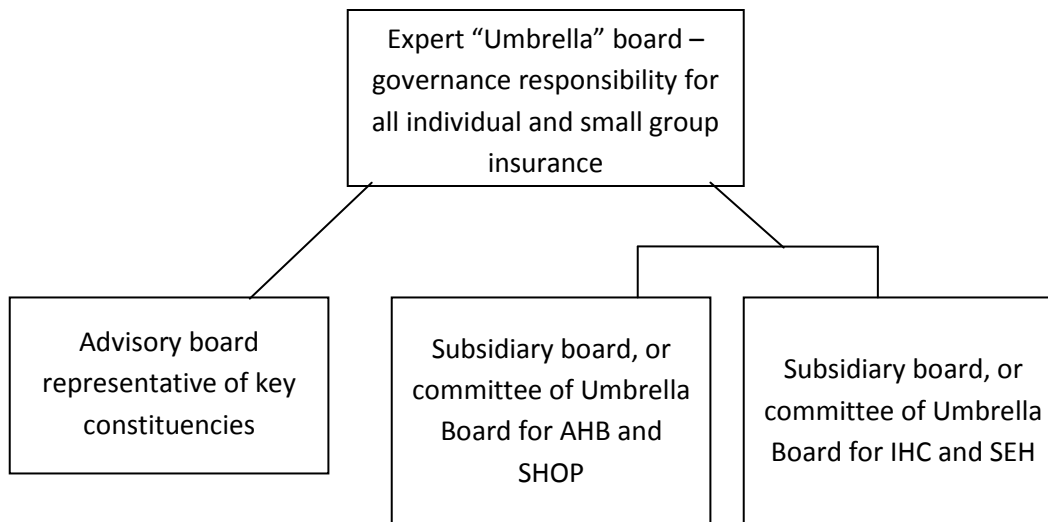 Expert “Umbrella” board –
governance responsibility for
all individual and small group
insurance
Advisory board
representative of key
constituencies
Subsidiary board, or
committee of Umbrella
Board for AHB and
SHOP
Subsidiary board, or
committee of Umbrella
Board for IHC and SEH